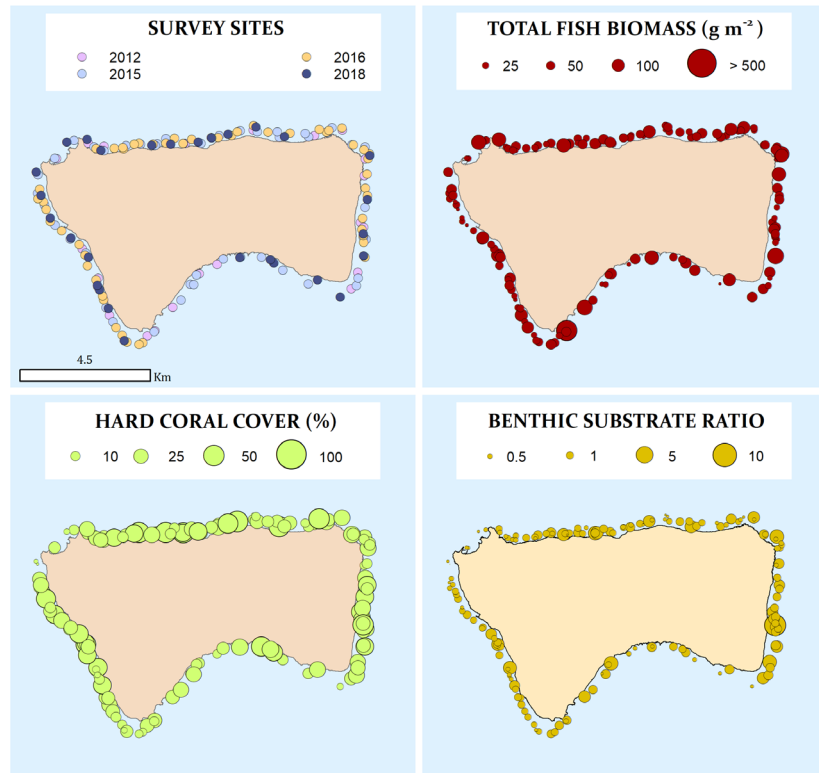 SURVEY SITES
2012 2016
2015 2018
4.5
Km
TOTAL FISH BIOMASS (g m⁻²)
25 50 100 > 500
HARD CORAL COVER (%)
10 25 50 100
BENTHIC SUBSTRATE RATIO
0.5 1 5 10